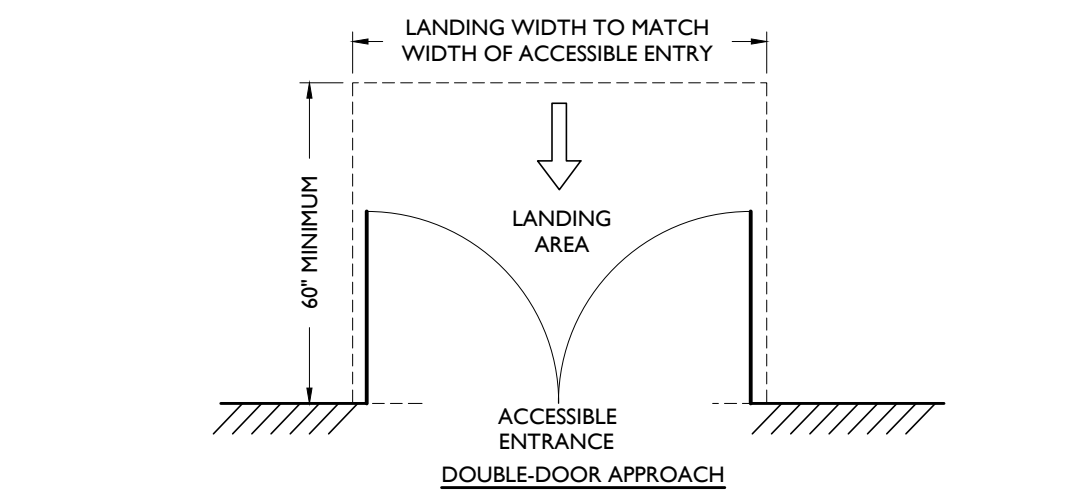 LANDING WIDTH TO MATCH
WIDTH OF ACCESSIBLE ENTRY
60" MINIMUM
LANDING
AREA
ACCESSIBLE
ENTRANCE
DOUBLE-DOOR APPROACH